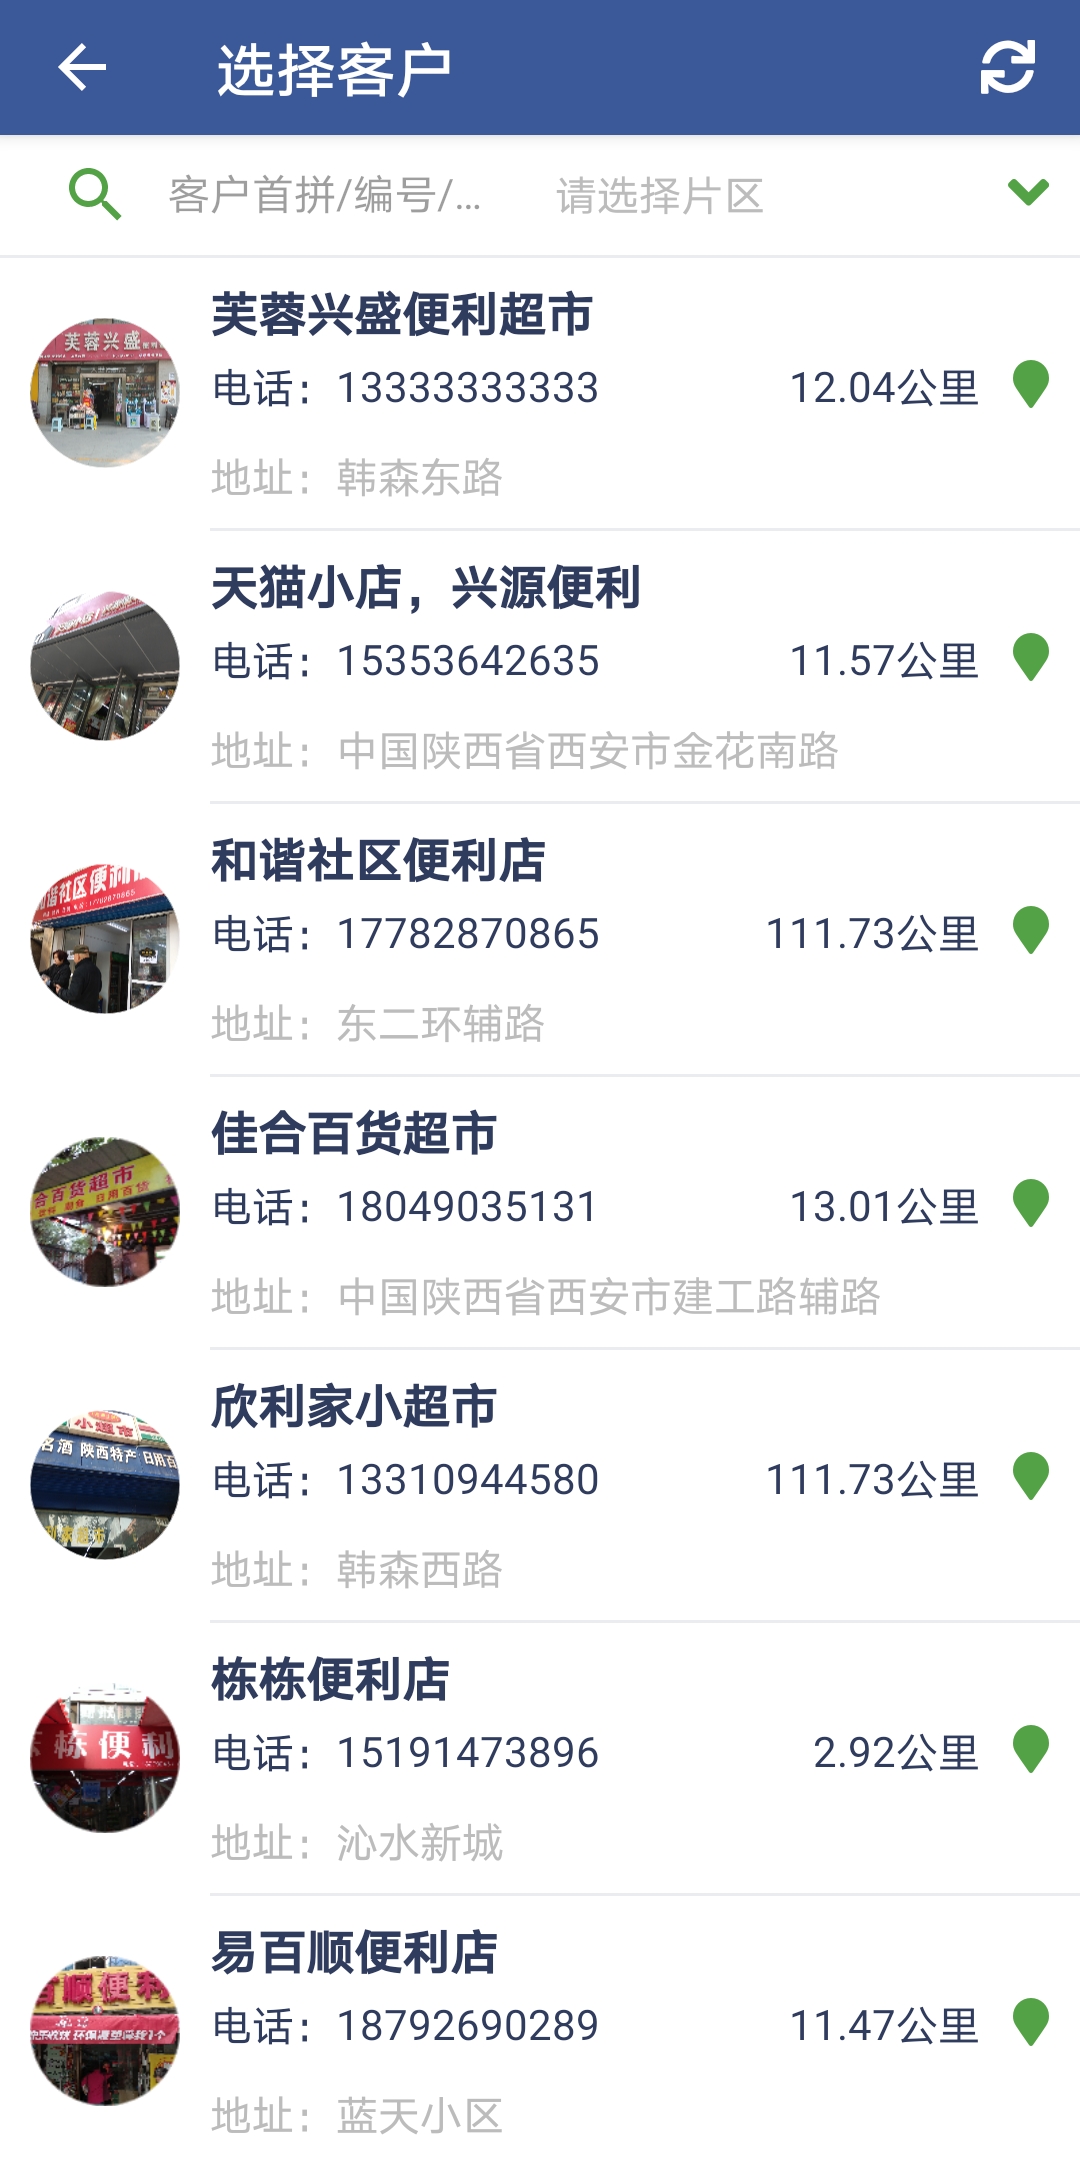 选择客户
客户首拼/编号/... 请选择片区
芙蓉兴盛便利超市
芙蓉兴盛
电话：13333333333 12.04公里
地址：韩森东路
天猫小店，兴源便利
电话：15353642635 11.57公里
地址：中国陕西省西安市金花南路
和谐社区便利店
社区便利
17782870865
电话：17782870865 111.73公里
地址：东二环辅路
佳合百货超市
合百货超市
日用百货
电话：18049035131 13.01公里
地址：中国陕西省西安市建工路辅路
欣利家小超市
小超市
名酒 陕西特产 日用百
电话：13310944580 111.73公里
地址：韩森西路
栋栋便利店
栋便利
电话：15191473896 2.92公里
地址：沁水新城
易百顺便利店
顺便利
电话：18792690289 11.47公里
地址：蓝天小区